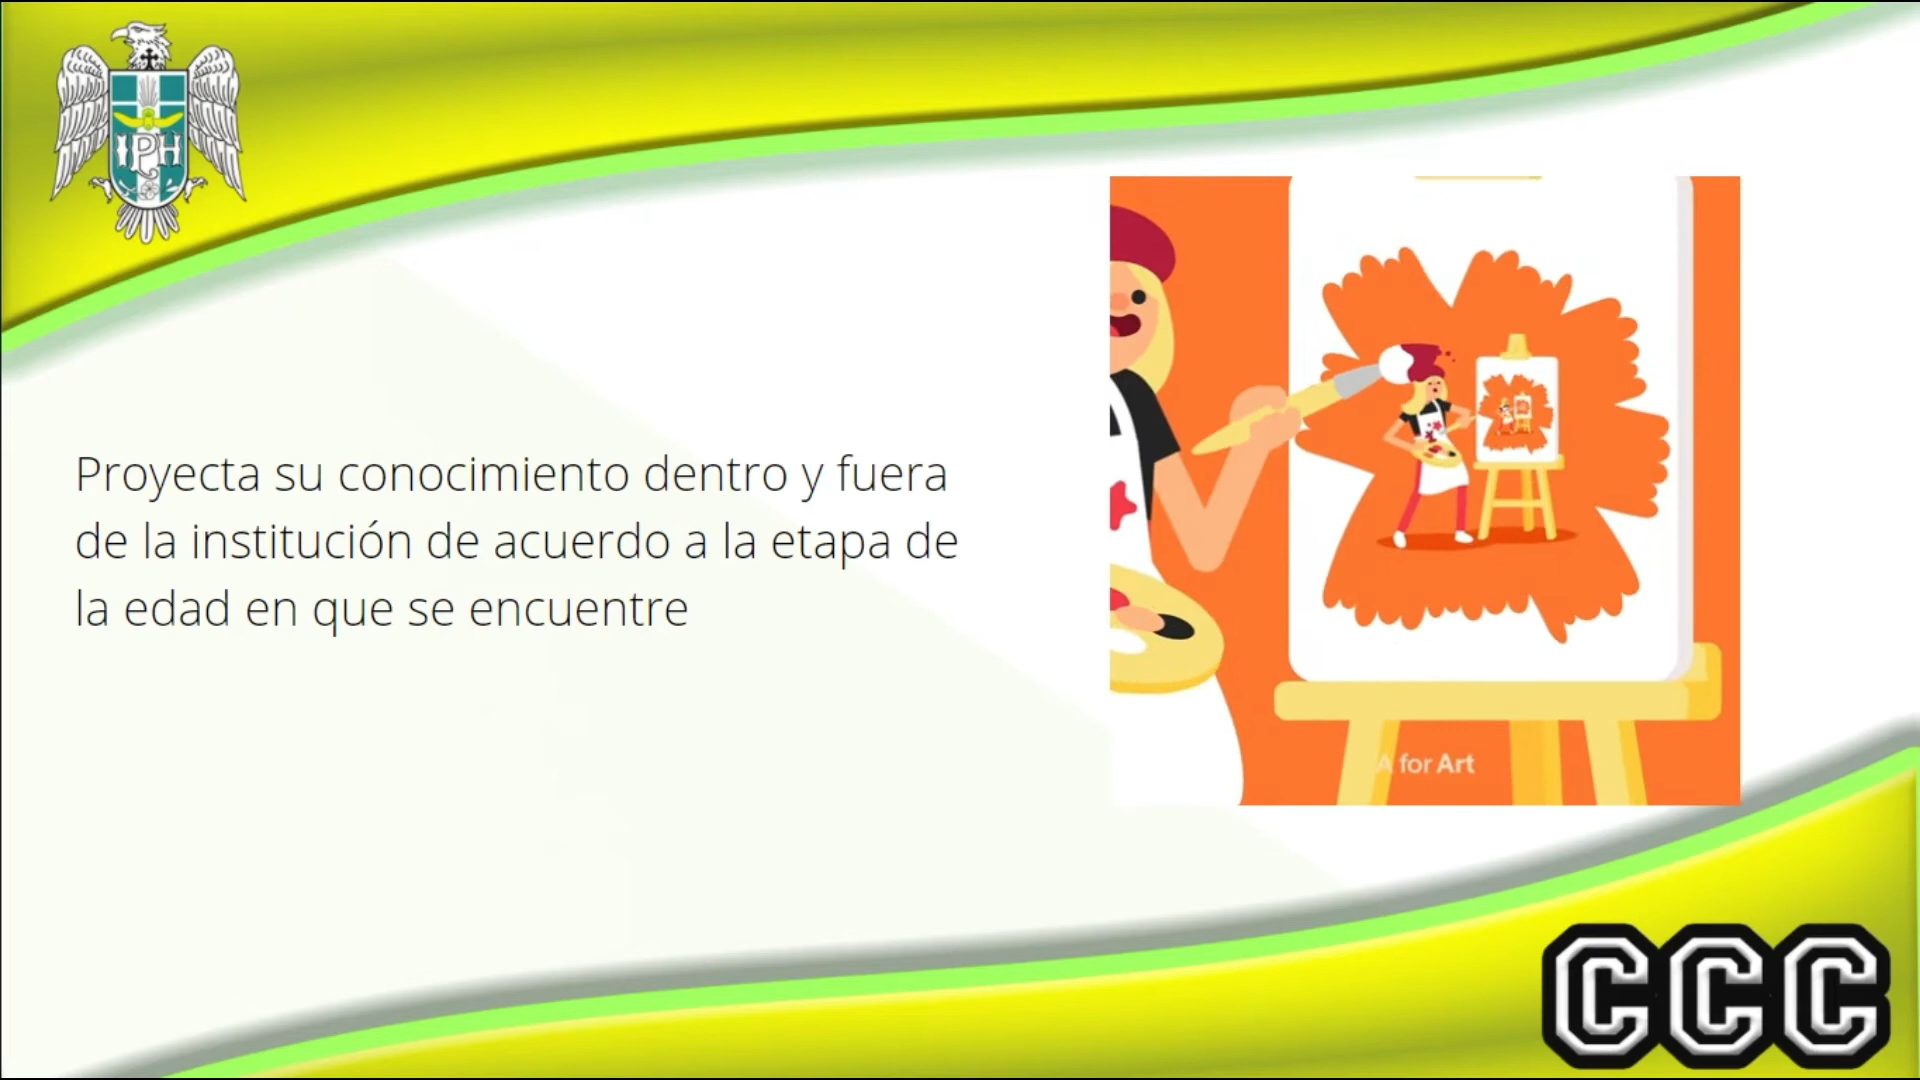 IPH
Proyecta su conocimiento dentro y fuera
de la institución de acuerdo a la etapa de
la edad en que se encuentre
A for Art
CCC